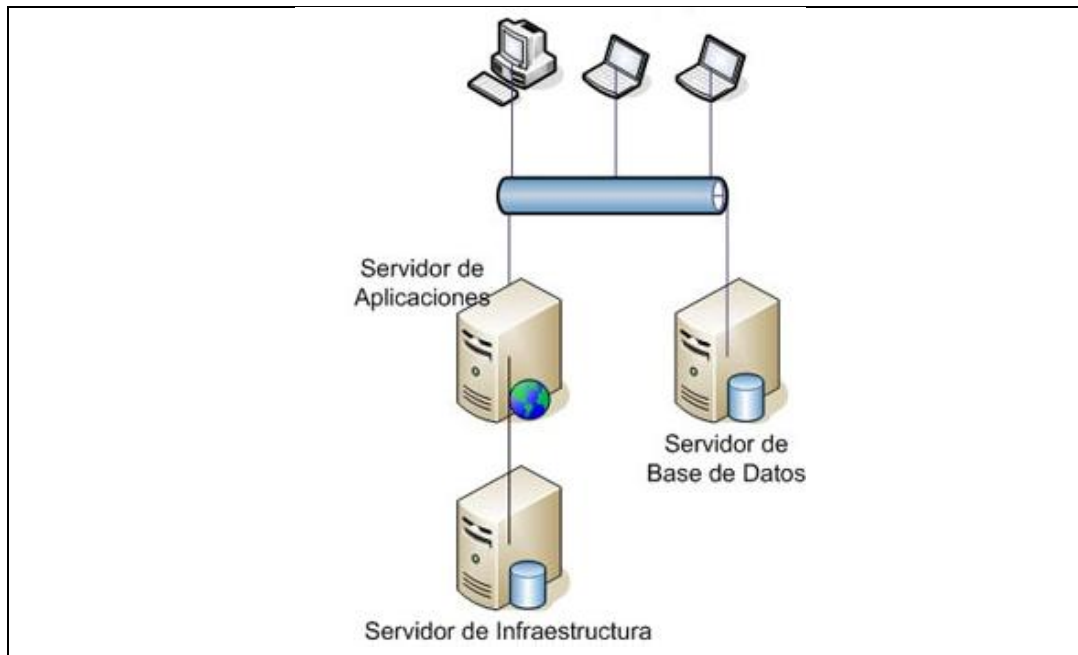 Servidor de
Aplicaciones
Servidor de
Base de Datos
Servidor de Infraestructura